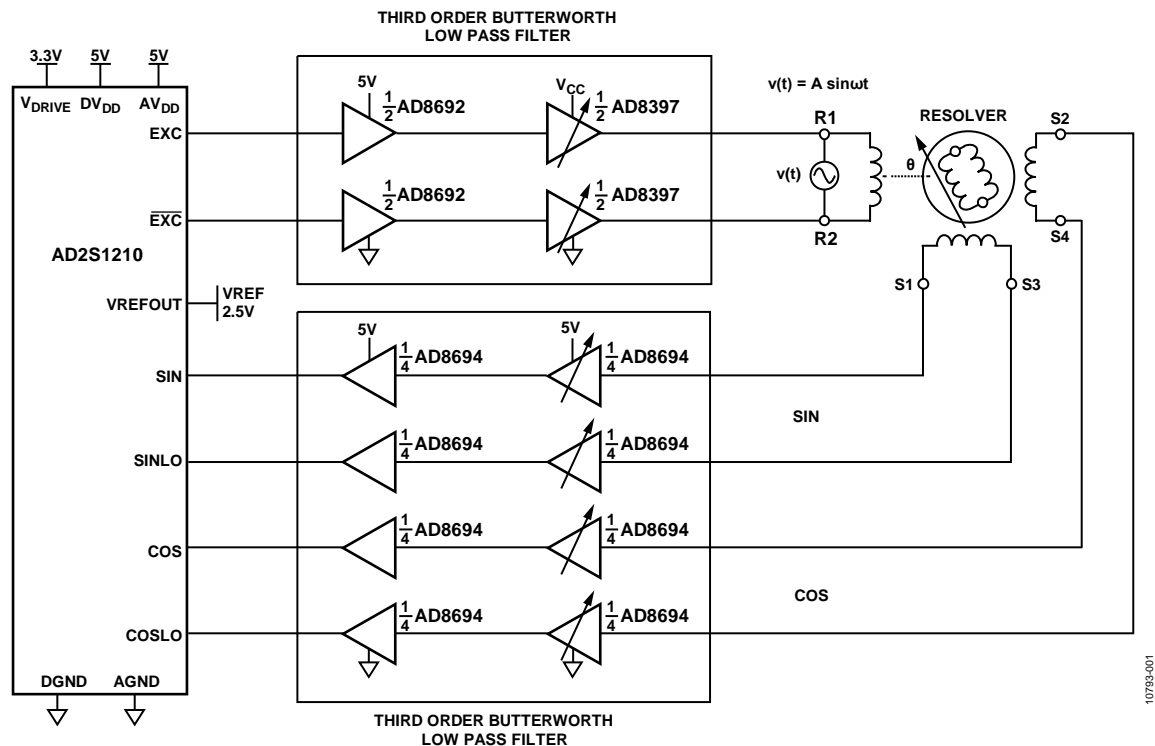 THIRD ORDER BUTTERWORTH
LOW PASS FILTER
3.3V
5V
5V
VDRIVE
DVDD
AVDD
EXC
5V
1/2 AD8692
VCC
1/2 AD8397
v(t) = A sinωt
R1
RESOLVER
S2
v(t)
θ
EXC
1/2 AD8692
1/2 AD8397
R2
S4
AD2S1210
VREFOUT
VREF
2.5V
S1
S3
5V
1/4 AD8694
5V
1/4 AD8694
SIN
SIN
1/4 AD8694
1/4 AD8694
SINLO
1/4 AD8694
1/4 AD8694
COS
COS
1/4 AD8694
1/4 AD8694
COSLO
DGND
AGND
THIRD ORDER BUTTERWORTH
LOW PASS FILTER
10793-001